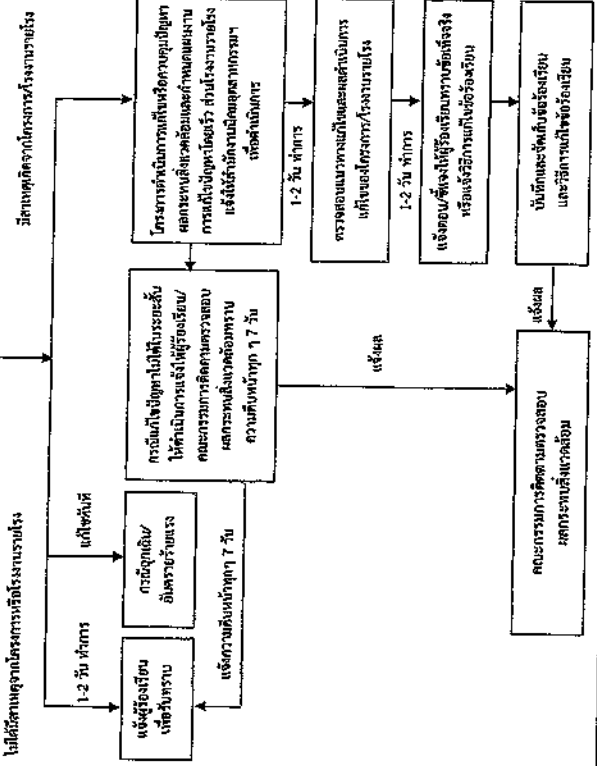 ไม่ได้มีสาเหตุจากโครงการหรือโรงงานรายโรง
มีสาเหตุเกิดจากโครงการ/โรงงานรายโรง
1-2 วัน ทำการ
แก้ไขทันที
แจ้งผู้ร้องเรียน
เพื่อรับทราบ
กรณีฉุกเฉิน/
อันตรายร้ายแรง
กรณีแก้ไขปัญหาไม่ได้ในระยะสั้น
ให้ดำเนินการแจ้งให้ผู้ร้องเรียน/
คณะกรรมการติดตามตรวจสอบ
ผลกระทบสิ่งแวดล้อมทราบ
ความคืบหน้าทุก ๆ 7 วัน
โครงการดำเนินการแก้ไขหรือควบคุมปัญหา
ผลกระทบสิ่งแวดล้อมและกำหนดแผนงาน
การแก้ไขปัญหาโดยเร็ว ส่วนโรงงานรายโรง
แจ้งให้สำนักงานนิคมอุตสาหกรรมฯ
เพื่อดำเนินการ
แจ้งความคืบหน้าทุกๆ 7 วัน
1-2 วัน ทำการ
ตรวจสอบแนวทางแก้ไขและผลดำเนินการ
แก้ไขของโครงการ/โรงงานรายโรง
แจ้งผล
1-2 วัน ทำการ
แจ้งตอบ/ชี้แจงให้ผู้ร้องเรียนทราบข้อเท็จจริง
หรือแจ้งวิธีการแก้ไขข้อร้องเรียน
คณะกรรมการติดตามตรวจสอบ
ผลกระทบสิ่งแวดล้อม
แจ้งผล
บันทึกและจัดเก็บข้อร้องเรียน
และวิธีการแก้ไขข้อร้องเรียน